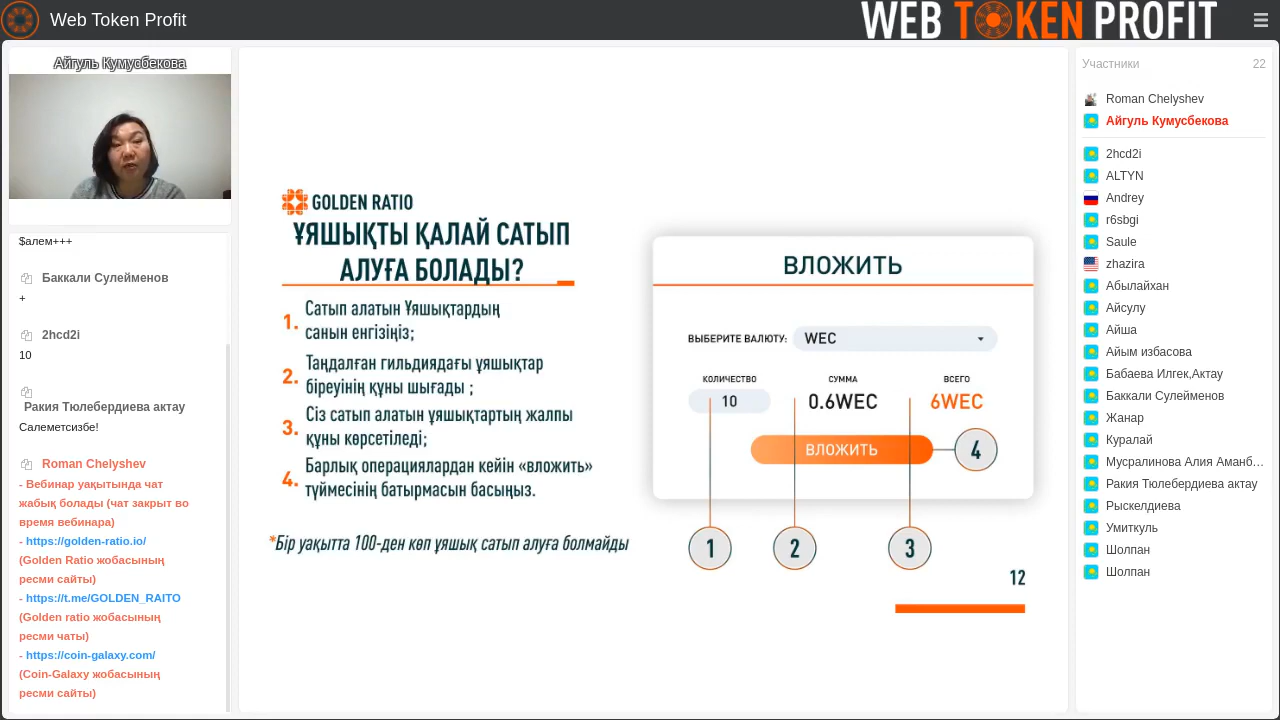 Web Token Profit
WEB TOKEN PROFIT
Айгуль Кумусбекова
$алем+++
Баккали Сулейменов
+
2hcd2i
10
Ракия Тюлебердиева актау
Салеметсизбе!
Roman Chelyshev
- Вебинар уақытында чат
жабық болады (чат закрыт во
время вебинара)
- https://golden-ratio.io/
(Golden Ratio жобасының
ресми сайты)
- https://t.me/GOLDEN_RAITO
(Golden ratio жобасының
ресми чаты)
- https://coin-galaxy.com/
(Coin-Galaxy жобасының
ресми сайты)
GOLDEN RATIO
ҰЯШЫҚТЫ ҚАЛАЙ САТЫП
АЛУҒА БОЛАДЫ?
1. Сатып алатын Ұяшықтардың
санын енгізіңіз;
2. Таңдалған гильдиядағы ұяшықтар
біреуінің құны шығады ;
3. Сіз сатып алатын ұяшықтартың жалпы
құны көрсетіледі;
4. Барлық операциялардан кейін «вложить»
түймесінің батырмасын басыңыз.
*Бір уақытта 100-ден көп ұяшық сатып алуға болмайды
ВЛОЖИТЬ
ВЫБЕРИТЕ ВАЛЮТУ: WEC
КОЛИЧЕСТВО СУММА ВСЕГО
10 0.6WEC 6WEC
ВЛОЖИТЬ 4
1 2 3
12
Участники 22
Roman Chelyshev
Айгуль Кумусбекова
2hcd2i
ALTYN
Andrey
r6sbgi
Saule
zhazira
Абылайхан
Айсулу
Айша
Айым избасова
Бабаева Илгек,Актау
Баккали Сулейменов
Жанар
Куралай
Мусралинова Алия Аманб…
Ракия Тюлебердиева актау
Рыскелдиева
Умиткуль
Шолпан
Шолпан